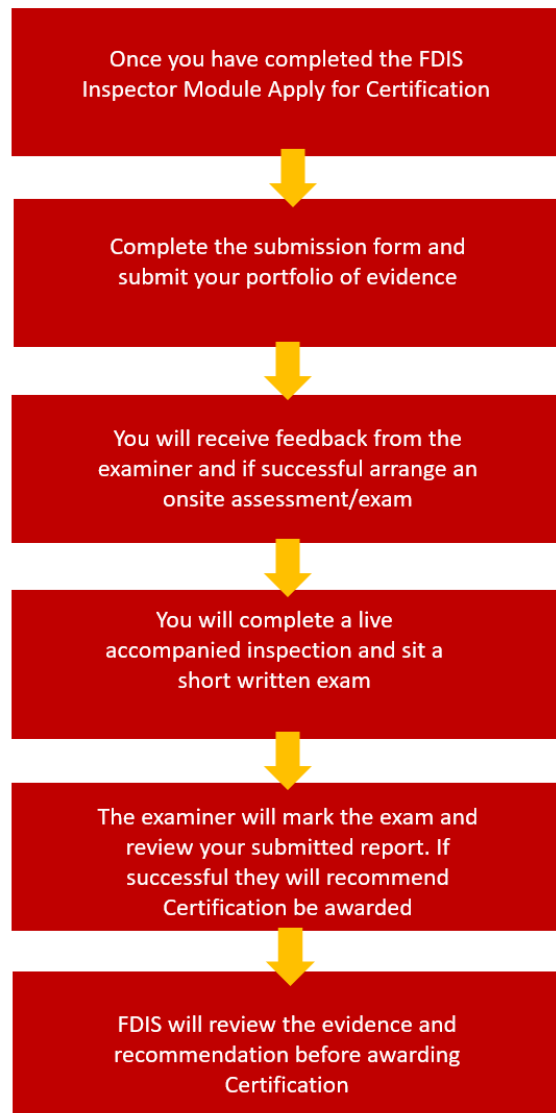 Once you have completed the FDIS
Inspector Module Apply for Certification
Complete the submission form and
submit your portfolio of evidence
You will receive feedback from the
examiner and if successful arrange an
onsite assessment/exam
You will complete a live
accompanied inspection and sit a
short written exam
The examiner will mark the exam and
review your submitted report. If
successful they will recommend
Certification be awarded
FDIS will review the evidence and
recommendation before awarding
Certification